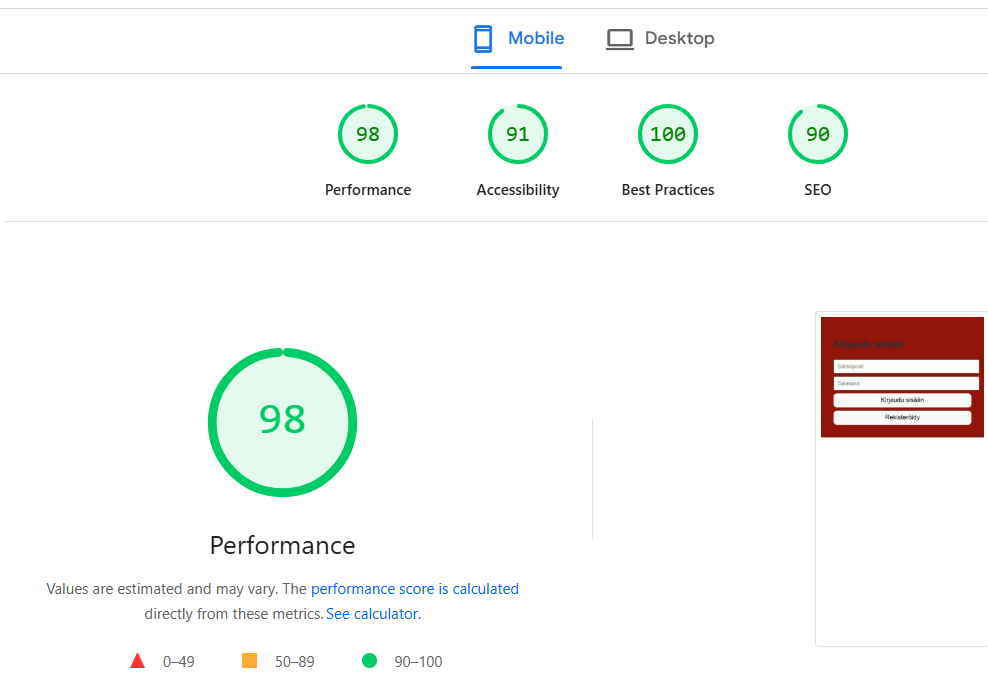 Mobile
Desktop
98
91
100
90
Performance
Accessibility
Best Practices
SEO
Kirjaudu sisään
Sähköposti
Salasana
Kirjaudu sisään
Rekisteröidy
98
Performance
Values are estimated and may vary. The performance score is calculated
directly from these metrics. See calculator.
0–49
50–89
90–100